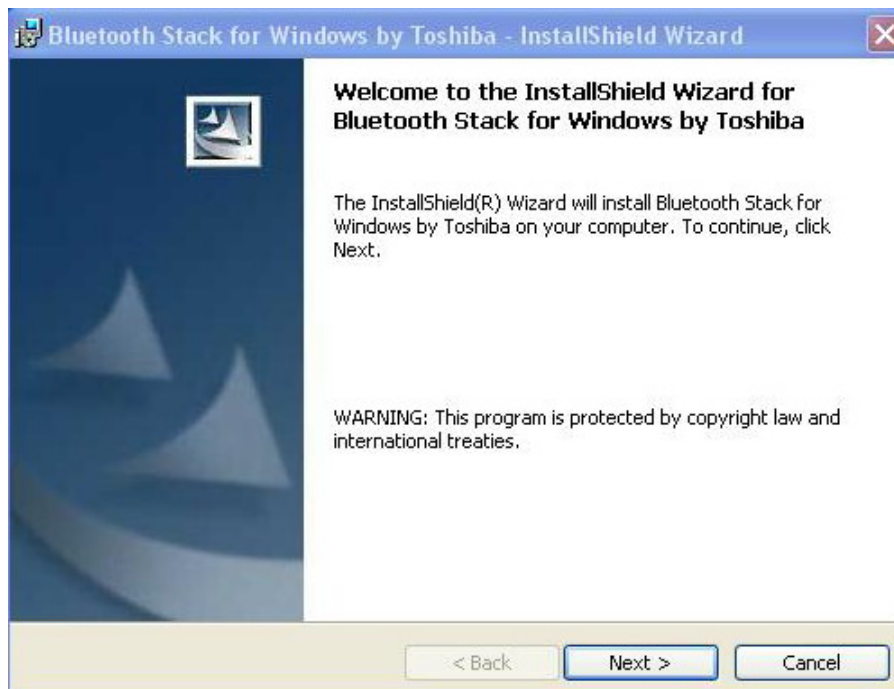 Bluetooth Stack for Windows by Toshiba - InstallShield Wizard
Welcome to the InstallShield Wizard for
Bluetooth Stack for Windows by Toshiba
The InstallShield(R) Wizard will install Bluetooth Stack for
Windows by Toshiba on your computer. To continue, click
Next.
WARNING: This program is protected by copyright law and
international treaties.
< Back
Next >
Cancel